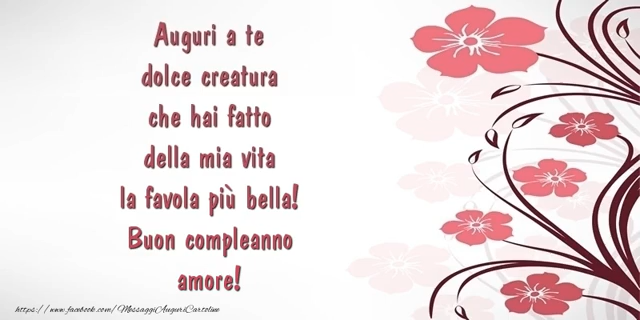 Auguri a te
dolce creatura
che hai fatto
della mia vita
la favola più bella!
Buon compleanno
amore!
https://www.facebook.com/MessaggiAuguriCartoline